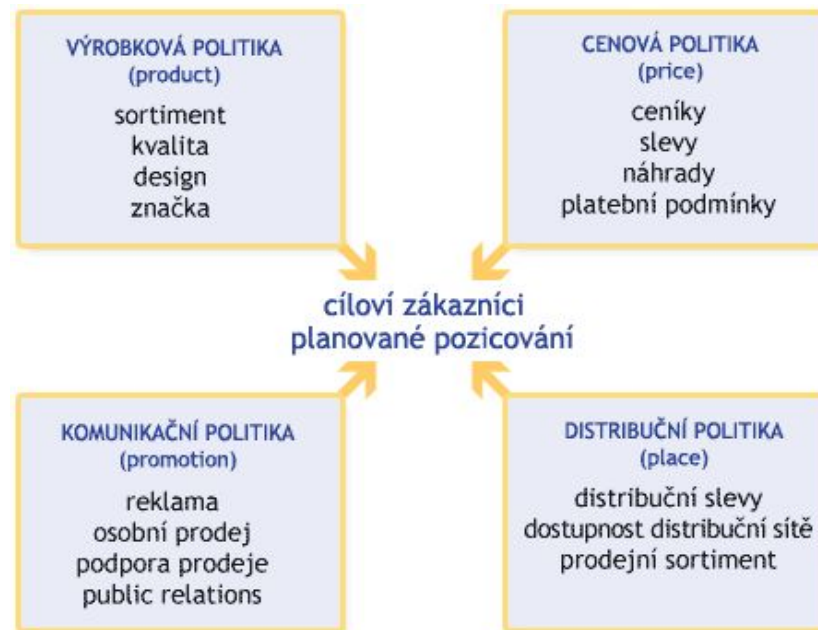 VÝROBKOVÁ POLITIKA
(product)
sortiment
kvalita
design
značka
CENOVÁ POLITIKA
(price)
ceníky
slevy
náhrady
platební podmínky
cíloví zákazníci
planované pozicování
KOMUNIKAČNÍ POLITIKA
(promotion)
reklama
osobní prodej
podpora prodeje
public relations
DISTRIBUČNÍ POLITIKA
(place)
distribuční slevy
dostupnost distribuční sítě
prodejní sortiment